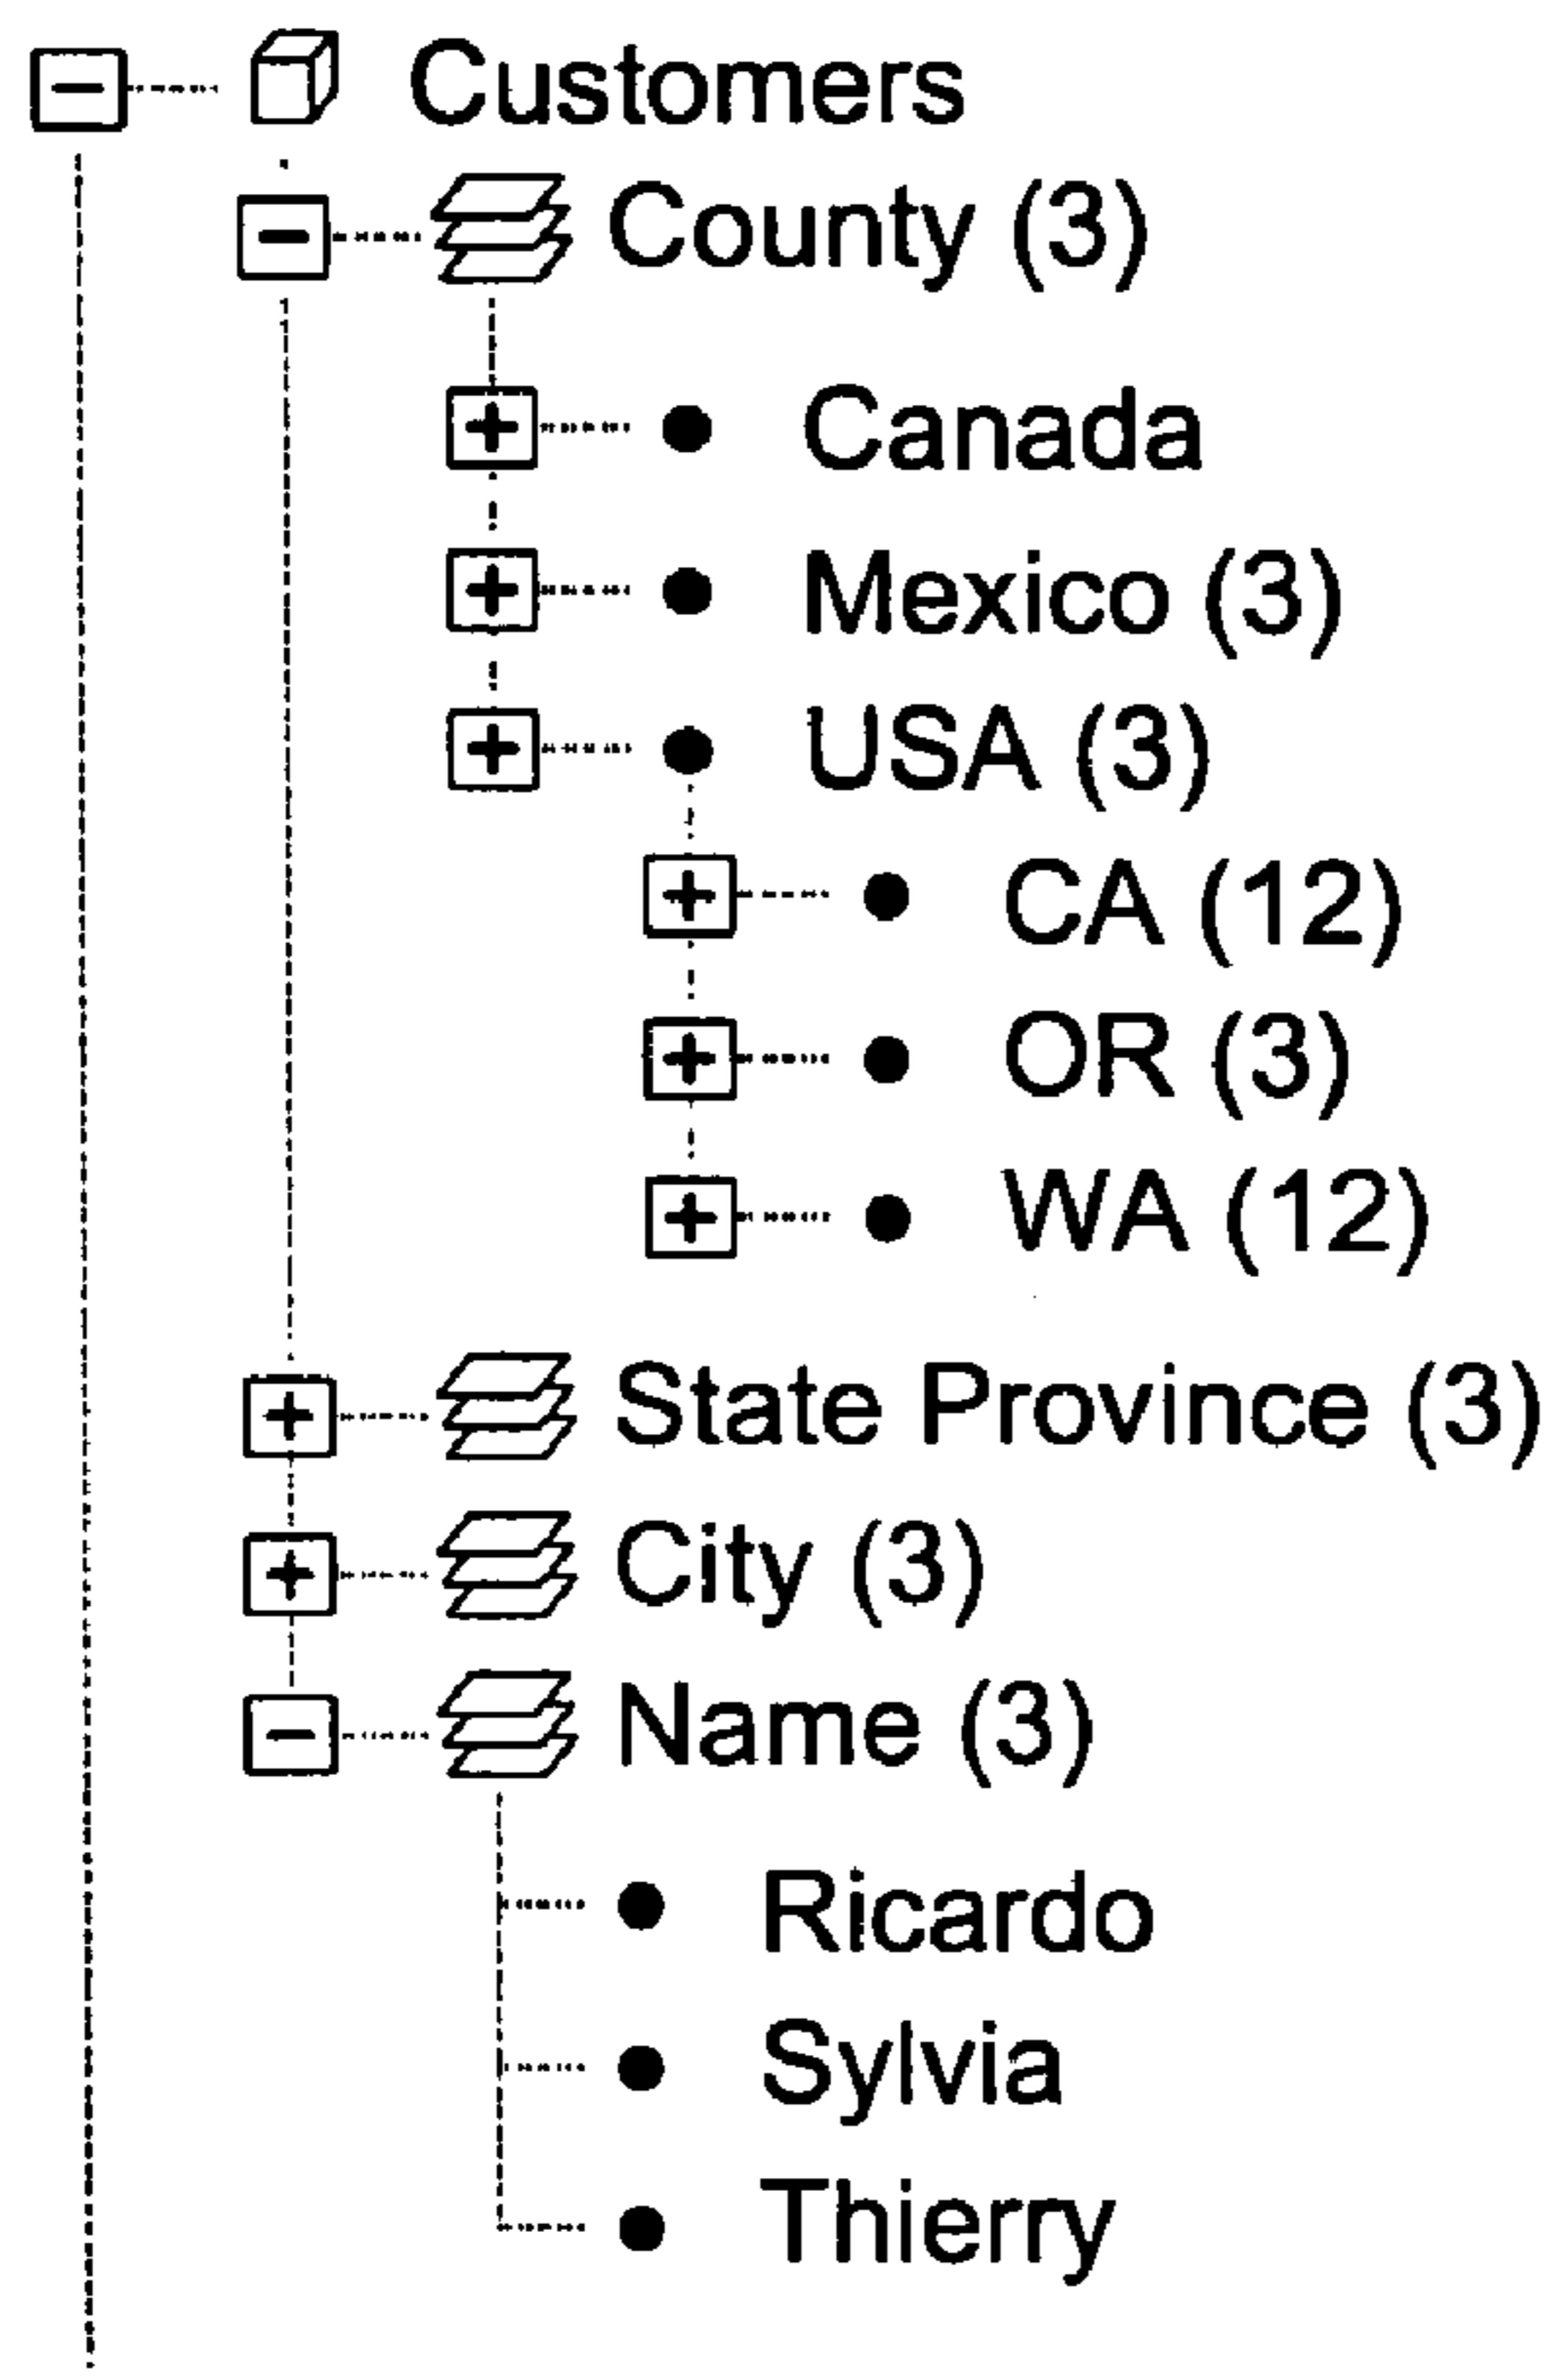 Customers
County (3)
Canada
Mexico (3)
USA (3)
CA (12)
OR (3)
WA (12)
State Province (3)
City (3)
Name (3)
Ricardo
Sylvia
Thierry